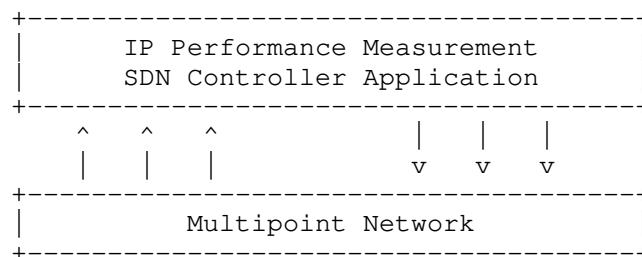 IP Performance Measurement
SDN Controller Application
Multipoint Network